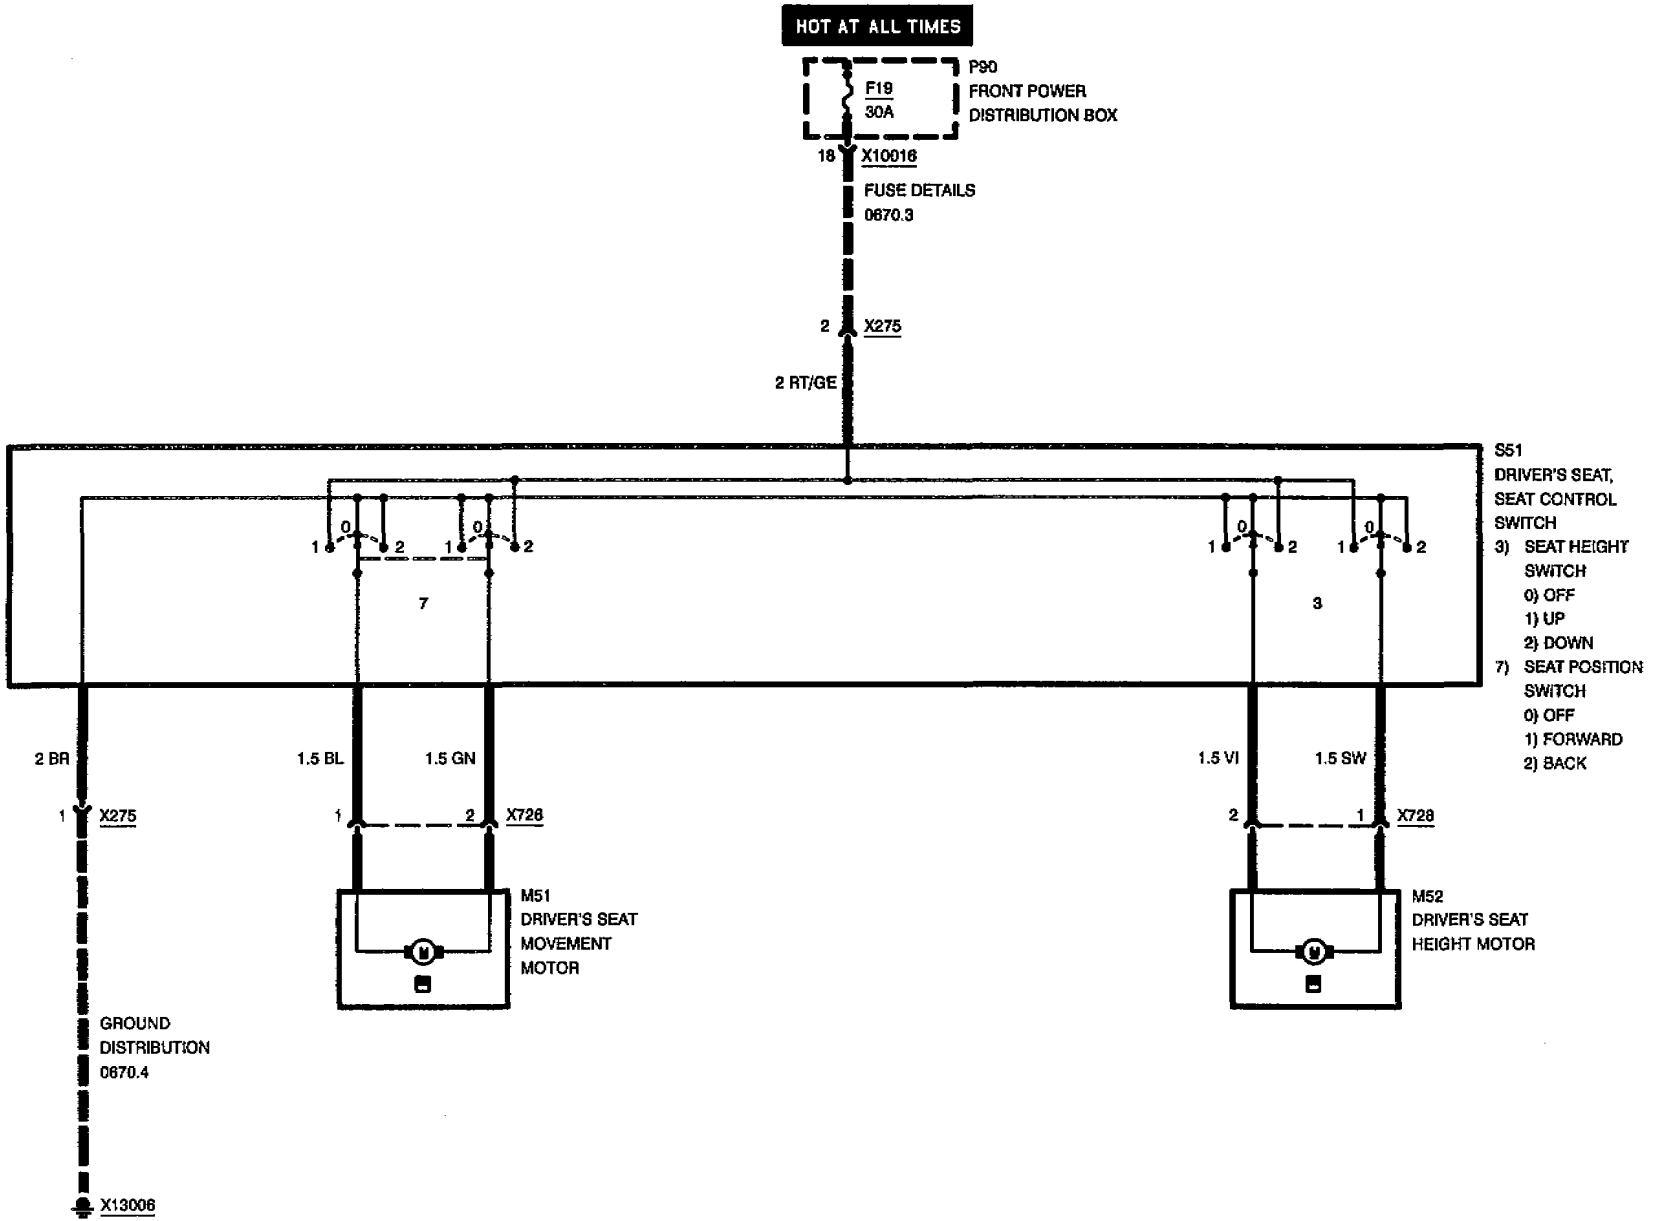 HOT AT ALL TIMES
P90
FRONT POWER
DISTRIBUTION BOX
F19
30A
18 X10016
FUSE DETAILS
0670.3
2 X275
2 RT/GE
S51
DRIVER'S SEAT,
SEAT CONTROL
SWITCH
3) SEAT HEIGHT
SWITCH
0) OFF
1) UP
2) DOWN
7) SEAT POSITION
SWITCH
0) OFF
1) FORWARD
2) BACK
0 0 0 0
1 2 1 2 1 2 1 2
7 3
2 BR 1.5 BL 1.5 GN 1.5 VI 1.5 SW
1 X275 1 2 X726 2 1 X728
M51
DRIVER'S SEAT
MOVEMENT
MOTOR
M
M52
DRIVER'S SEAT
HEIGHT MOTOR
M
GROUND
DISTRIBUTION
0670.4
X13006